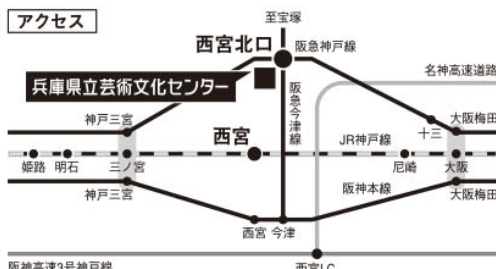 アクセス
至宝塚
西宮北口
阪急神戸線
名神高速道路
兵庫県立芸術文化センター
阪急今津線
神戸三宮
十三
大阪梅田
西宮
JR神戸線
姫路
明石
三ノ宮
尼崎
大阪
神戸三宮
阪神本線
大阪梅田
西宮
今津
阪神高速3号神戸線
西宮I.C.